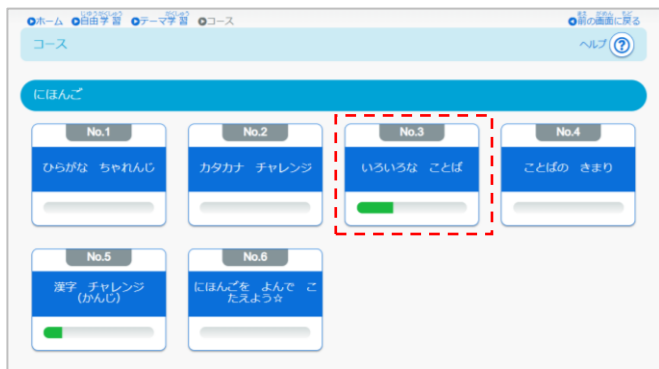 ホーム 自由学習 テーマ学習 コース
前の画面に戻る
コース
ヘルプ ?
にほんご
No.1
ひらがな ちゃれんじ
No.2
カタカナ チャレンジ
No.3
いろいろな ことば
No.4
ことばの きまり
No.5
漢字 チャレンジ
(かんじ)
No.6
にほんごを よんで こ
たえよう☆